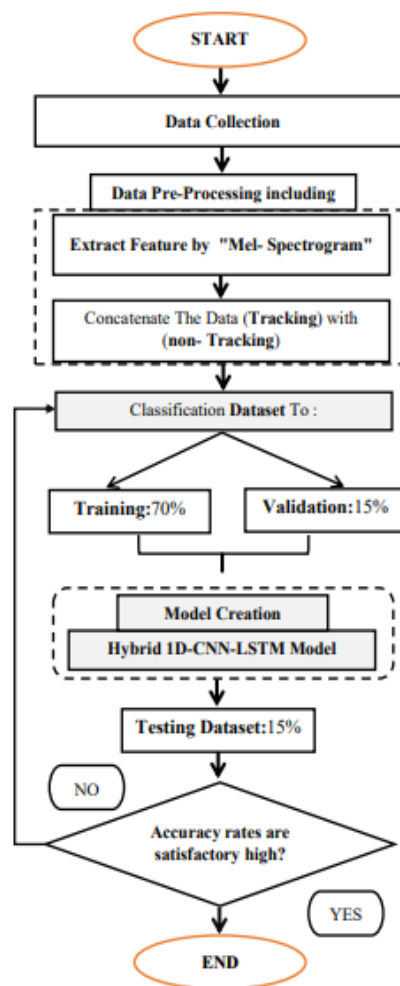 START
Data Collection
Data Pre-Processing including
Extract Feature by "Mel- Spectrogram"
Concatenate The Data (Tracking) with
(non- Tracking)
Classification Dataset To :
Training:70%
Validation:15%
Model Creation
Hybrid 1D-CNN-LSTM Model
Testing Dataset:15%
NO
Accuracy rates are
satisfactory high?
YES
END